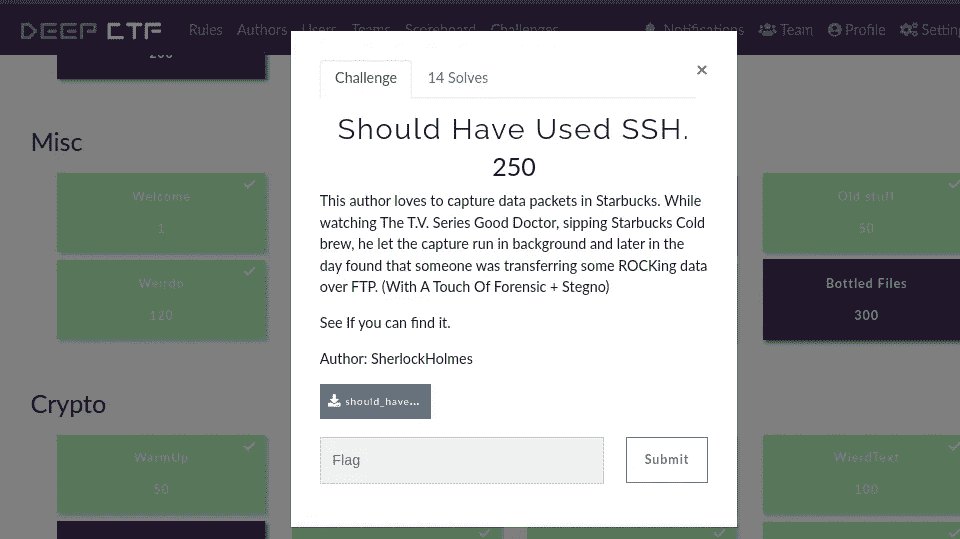 DEEP CTF Rules Authors Users Teams Scoreboard Challenges Notifications Team Profile Settin
200
Challenge 14 Solves ×
Should Have Used SSH.
250
This author loves to capture data packets in Starbucks. While
watching The T.V. Series Good Doctor, sipping Starbucks Cold
brew, he let the capture run in background and later in the
day found that someone was transferring some ROCKing data
over FTP. (With A Touch Of Forensic + Stegno)
See If you can find it.
Author: SherlockHolmes
should_have...
Flag
Submit
Misc
Welcome
1
Weirdo
120
Old stuff
50
Bottled Files
300
Crypto
WarmUp
50
WierdText
100